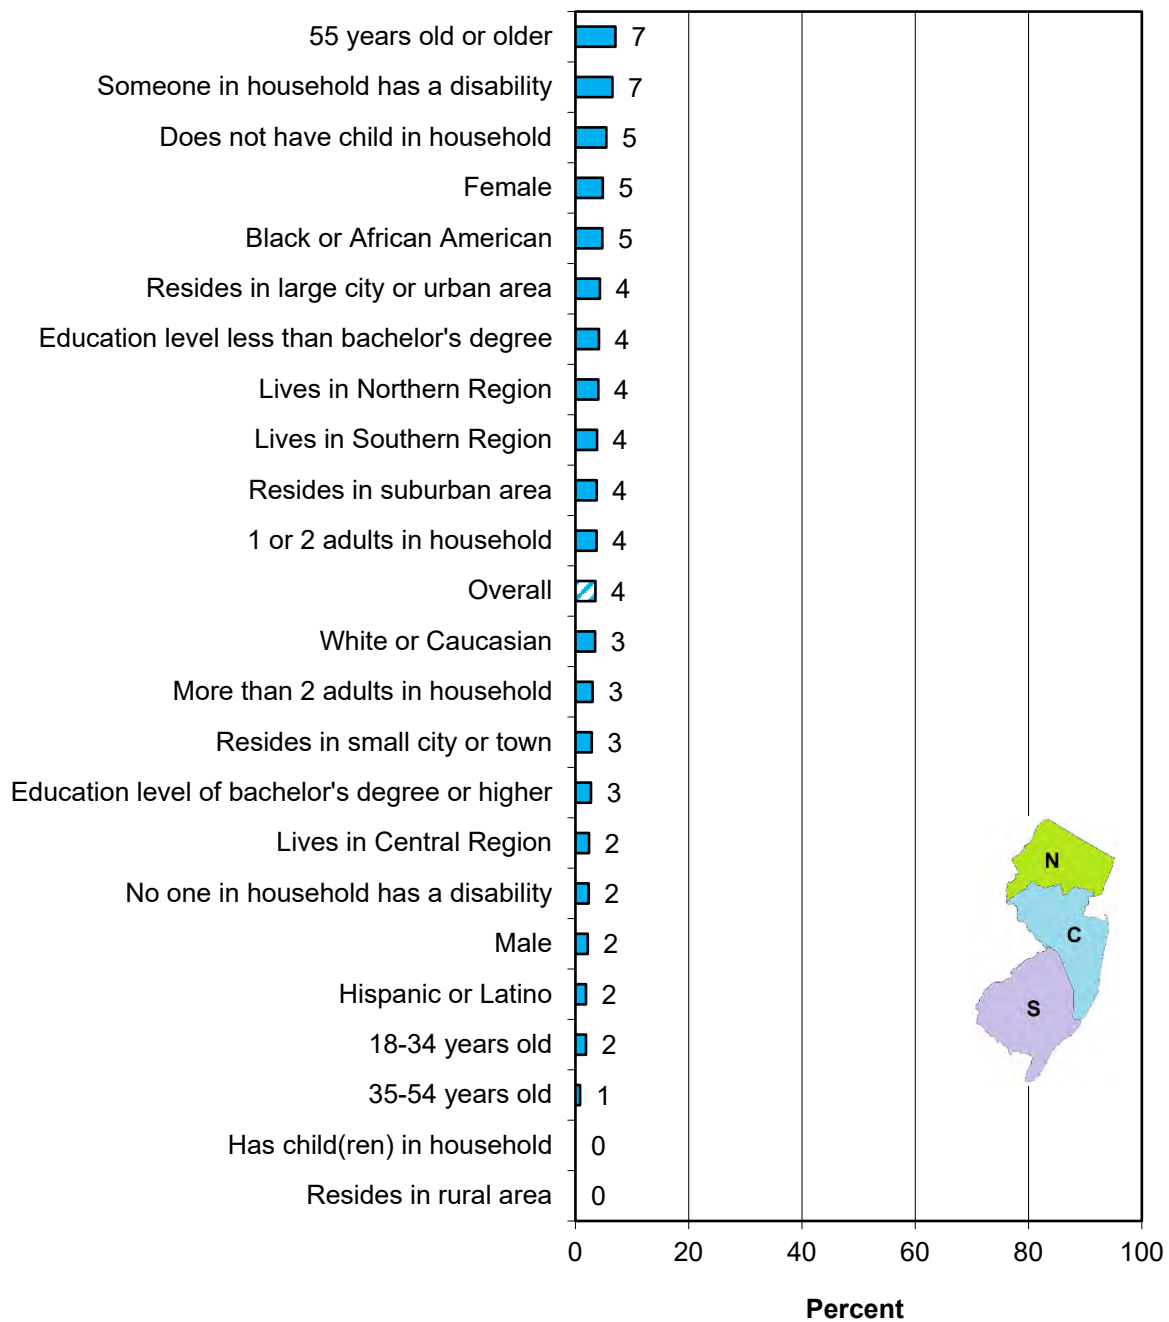 55 years old or older 7
Someone in household has a disability 7
Does not have child in household 5
Female 5
Black or African American 5
Resides in large city or urban area 4
Education level less than bachelor's degree 4
Lives in Northern Region 4
Lives in Southern Region 4
Resides in suburban area 4
1 or 2 adults in household 4
Overall 4
White or Caucasian 3
More than 2 adults in household 3
Resides in small city or town 3
Education level of bachelor's degree or higher 3
Lives in Central Region 2
No one in household has a disability 2
Male 2
Hispanic or Latino 2
18-34 years old 2
35-54 years old 1
Has child(ren) in household 0
Resides in rural area 0
N
C
S
0 20 40 60 80 100
Percent